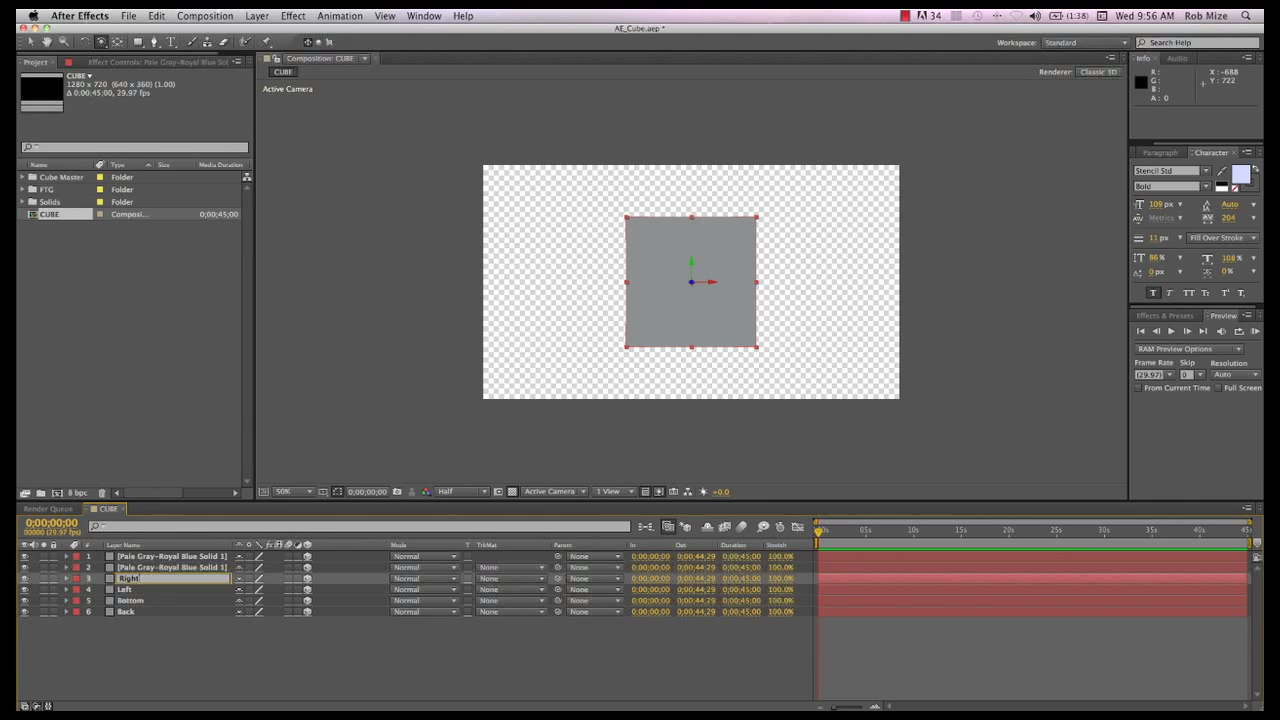 After Effects File Edit Composition Layer Effect Animation View Window Help 34 (1:38) Wed 9:56 AM Rob Mize
AE_Cube.aep *
Workspace: Standard Search Help
Project Effect Controls: Pale Gray-Royal Blue Sol Composition: CUBE Info Audio
CUBE Renderer: Classic 3D
CUBE
1280 x 720 (640 x 360) (1.00)
Δ 0;00;45;00, 29.97 fps
Active Camera
R:
G:
B:
A: 0
X: -688
Y: 722
Paragraph Character
Stencil Std
Bold
109 px Auto
Metrics 204
11 px Fill Over Stroke
86 % 108 %
0 px 0 %
T T TT Tr T' T,
Name Type Size Media Duration
Cube Master Folder
FTG Folder
Solids Folder
CUBE Composi... 0;00;45;00
Effects & Presets Preview
RAM Preview Options
Frame Rate Skip Resolution
(29.97) 0 Auto
From Current Time Full Screen
8 bpc
50% 0;00;00;00 Half Active Camera 1 View +0.0
Render Queue CUBE
0;00;00;00
00000 (29.97 fps)
0s 05s 10s 15s 20s 25s 30s 35s 40s 45s
# Layer Name Mode T TrkMat Parent In Out Duration Stretch
1 [Pale Gray-Royal Blue Solid 1] Normal None 0;00;00;00 0;00;44;29 0;00;45;00 100.0%
2 [Pale Gray-Royal Blue Solid 1] Normal None None 0;00;00;00 0;00;44;29 0;00;45;00 100.0%
3 Right Normal None None 0;00;00;00 0;00;44;29 0;00;45;00 100.0%
4 Left Normal None None 0;00;00;00 0;00;44;29 0;00;45;00 100.0%
5 Bottom Normal None None 0;00;00;00 0;00;44;29 0;00;45;00 100.0%
6 Back Normal None None 0;00;00;00 0;00;44;29 0;00;45;00 100.0%